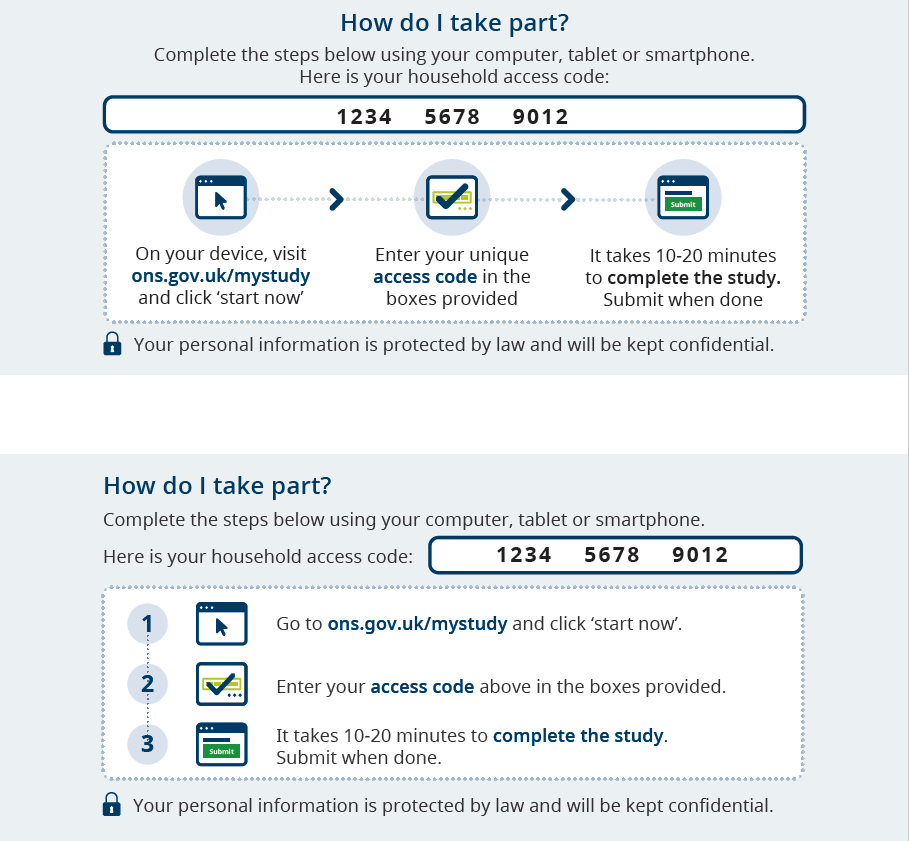 How do I take part?
Complete the steps below using your computer, tablet or smartphone.
Here is your household access code:
1234 5678 9012
Submit
On your device, visit
ons.gov.uk/mystudy
and click ‘start now’
Enter your unique
access code in the
boxes provided
It takes 10-20 minutes
to complete the study.
Submit when done
Your personal information is protected by law and will be kept confidential.
How do I take part?
Complete the steps below using your computer, tablet or smartphone.
Here is your household access code: 1234 5678 9012
1 Go to ons.gov.uk/mystudy and click ‘start now’.
2 Enter your access code above in the boxes provided.
3 Submit It takes 10-20 minutes to complete the study.
Submit when done.
Your personal information is protected by law and will be kept confidential.